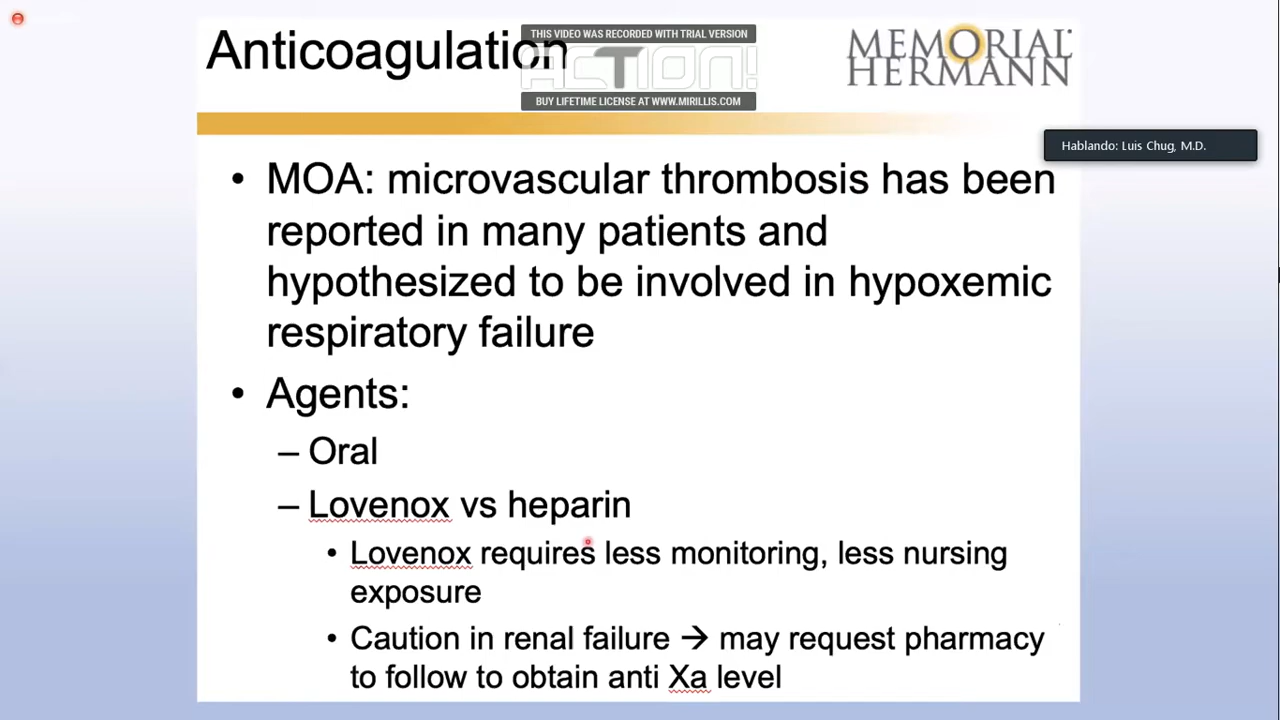 THIS VIDEO WAS RECORDED WITH TRIAL VERSION
Anticoagulation
ACTION!
BUY LIFETIME LICENSE AT WWW.MIRILLIS.COM
MEMORIAL
HERMANN
Hablando: Luis Chug, M.D.
• MOA: microvascular thrombosis has been
reported in many patients and
hypothesized to be involved in hypoxemic
respiratory failure
• Agents:
– Oral
– Lovenox vs heparin
• Lovenox requires less monitoring, less nursing
exposure
• Caution in renal failure → may request pharmacy
to follow to obtain anti Xa level